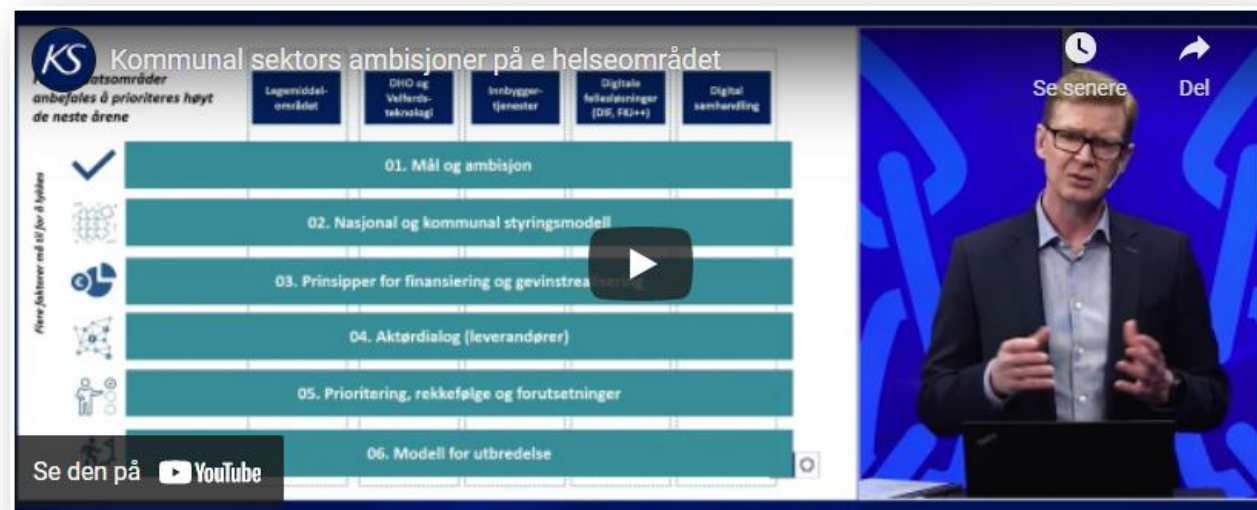 KS
Kommunal sektors ambisjoner på e helseområdet
Se senere
Del
anbefales å prioriteres høyt
de neste årene
Legemiddel-
området
DHO og
Velferds-
teknologi
Innbygger-
tjenester
Digitale
fellesløsninger
(DIF, FKJ++)
Digital
samhandling
Flere faktorer må til for å lykkes
01. Mål og ambisjon
02. Nasjonal og kommunal styringsmodell
03. Prinsipper for finansiering og
04. Aktørdialog (leverandører)
05. Prioritering, rekkefølge og forutsetninger
06. Modell for utbredelse
Se den på YouTube